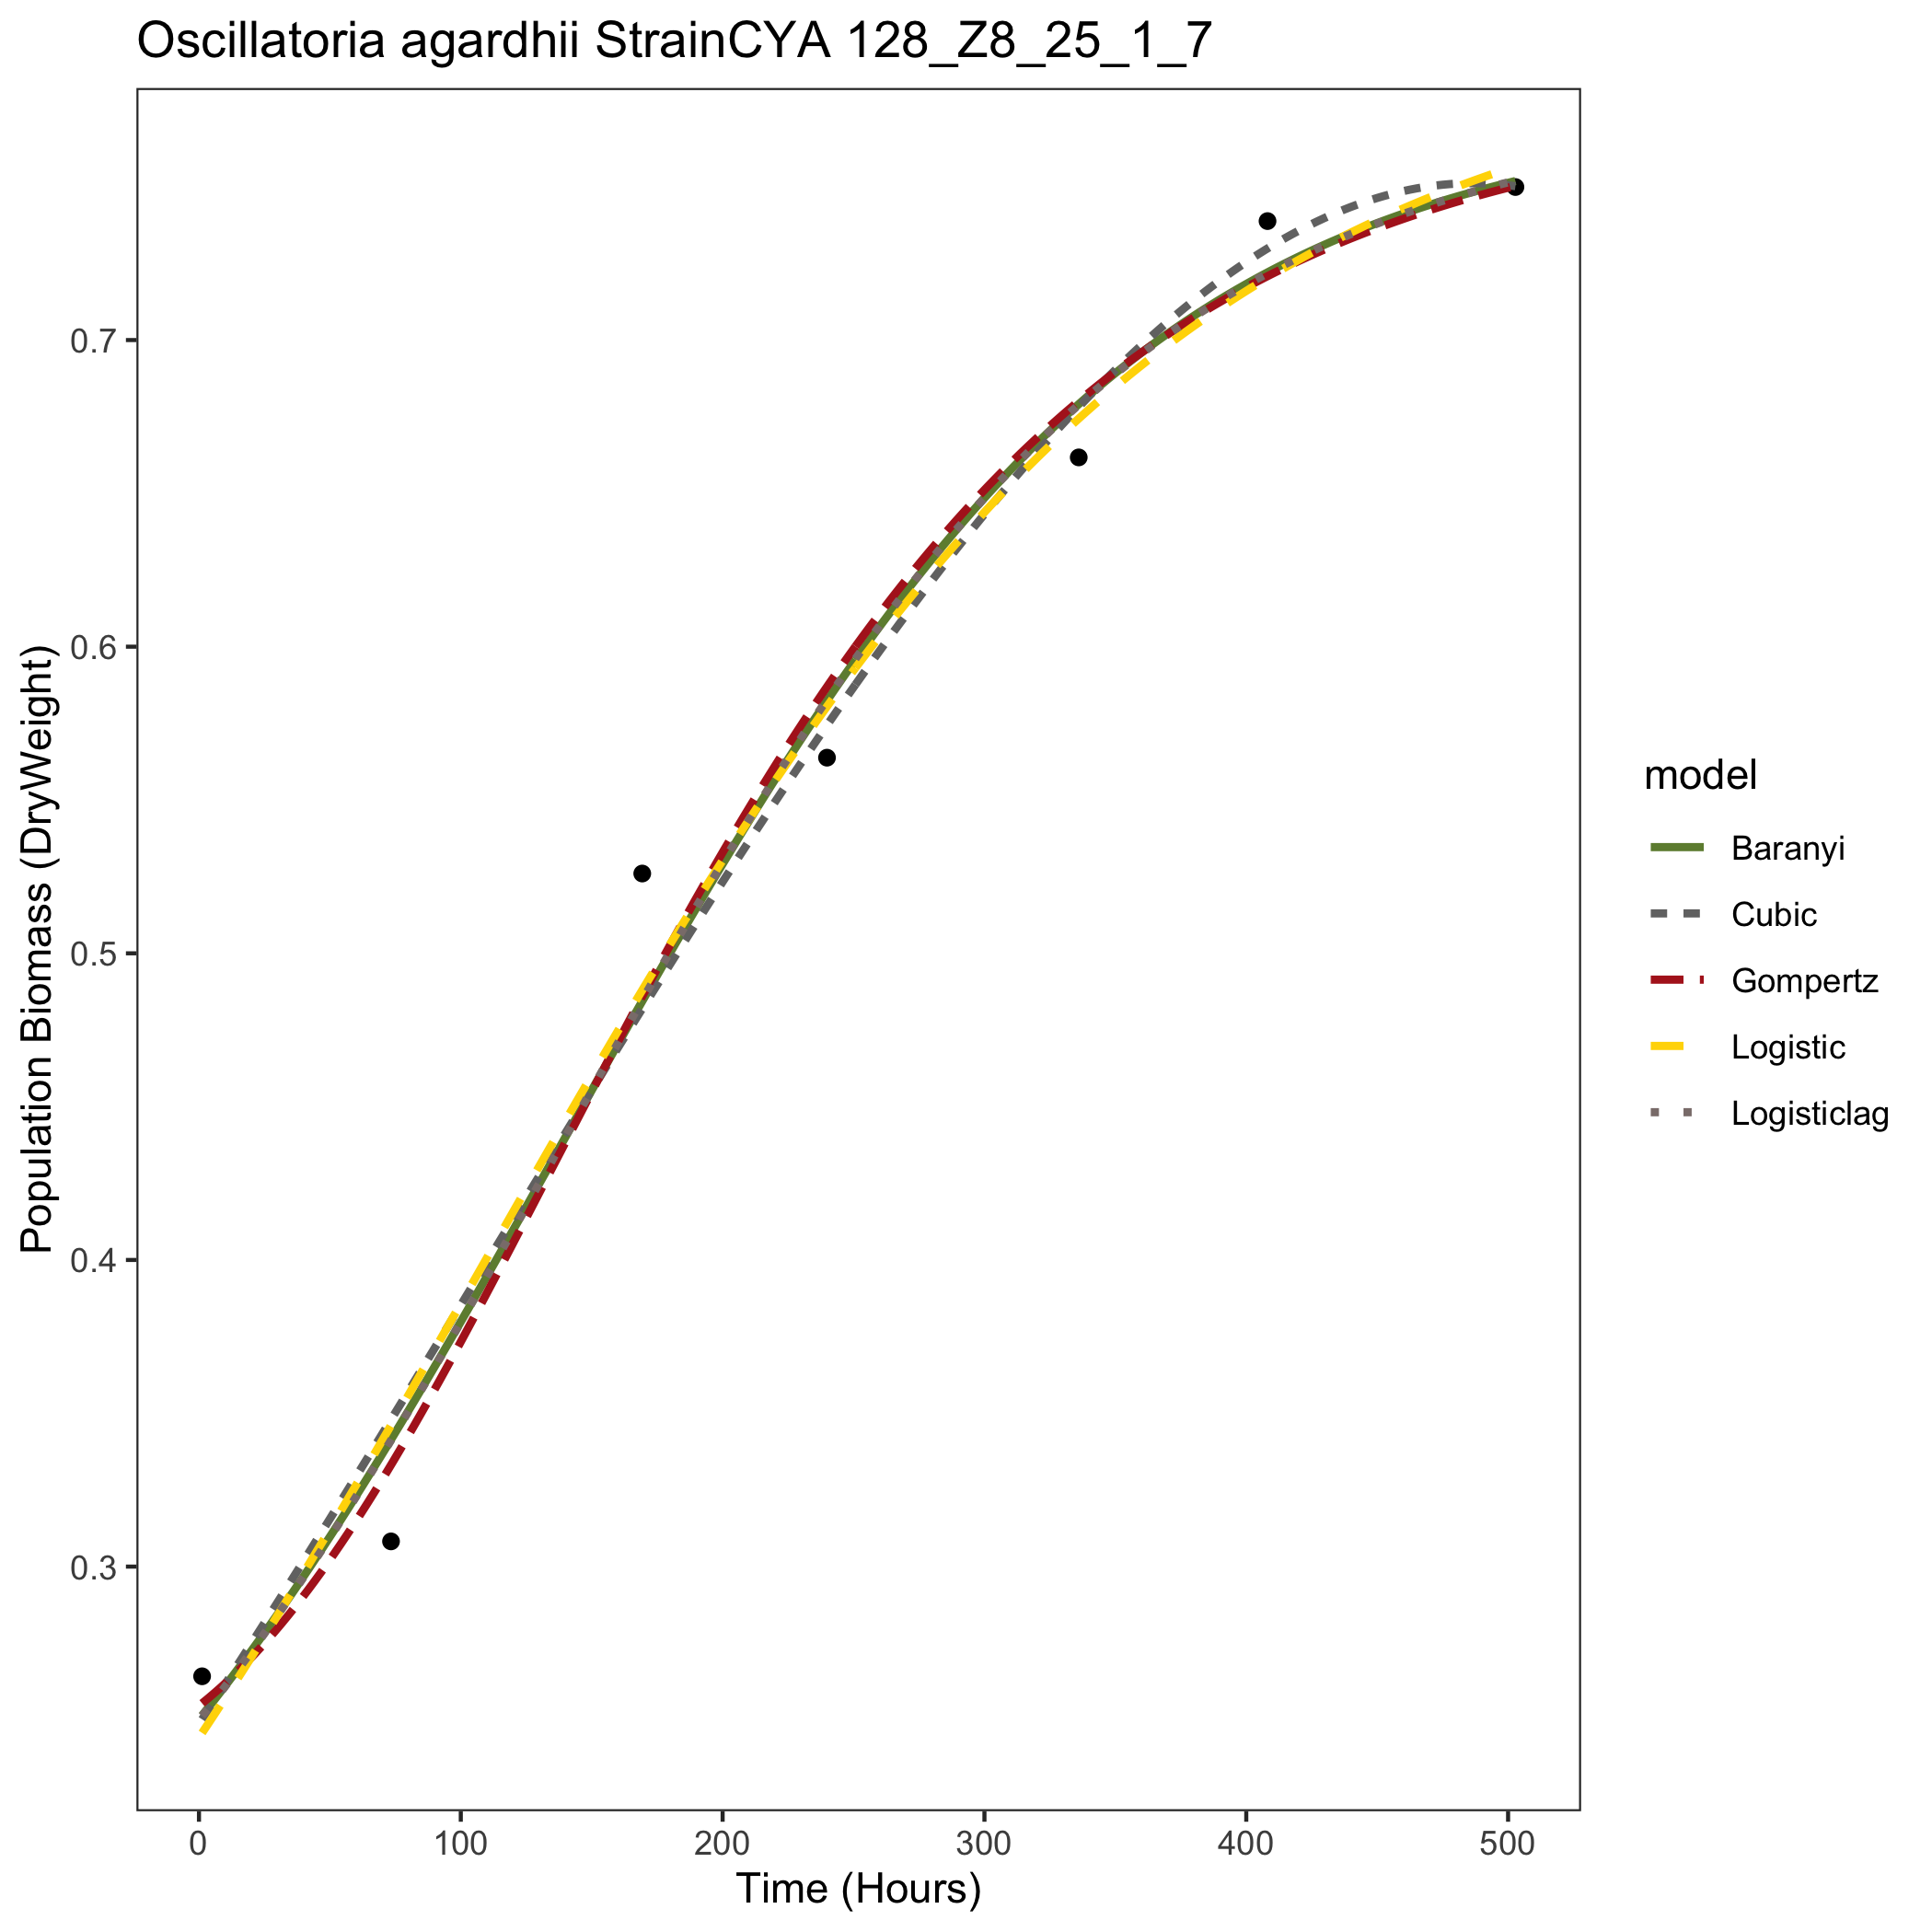 Oscillatoria agardhii StrainCYA 128_Z8_25_1_7
Population Biomass (DryWeight)
0.7
0.6
0.5
0.4
0.3
0
100
200
300
400
500
Time (Hours)
model
Baranyi
Cubic
Gompertz
Logistic
Logisticlag